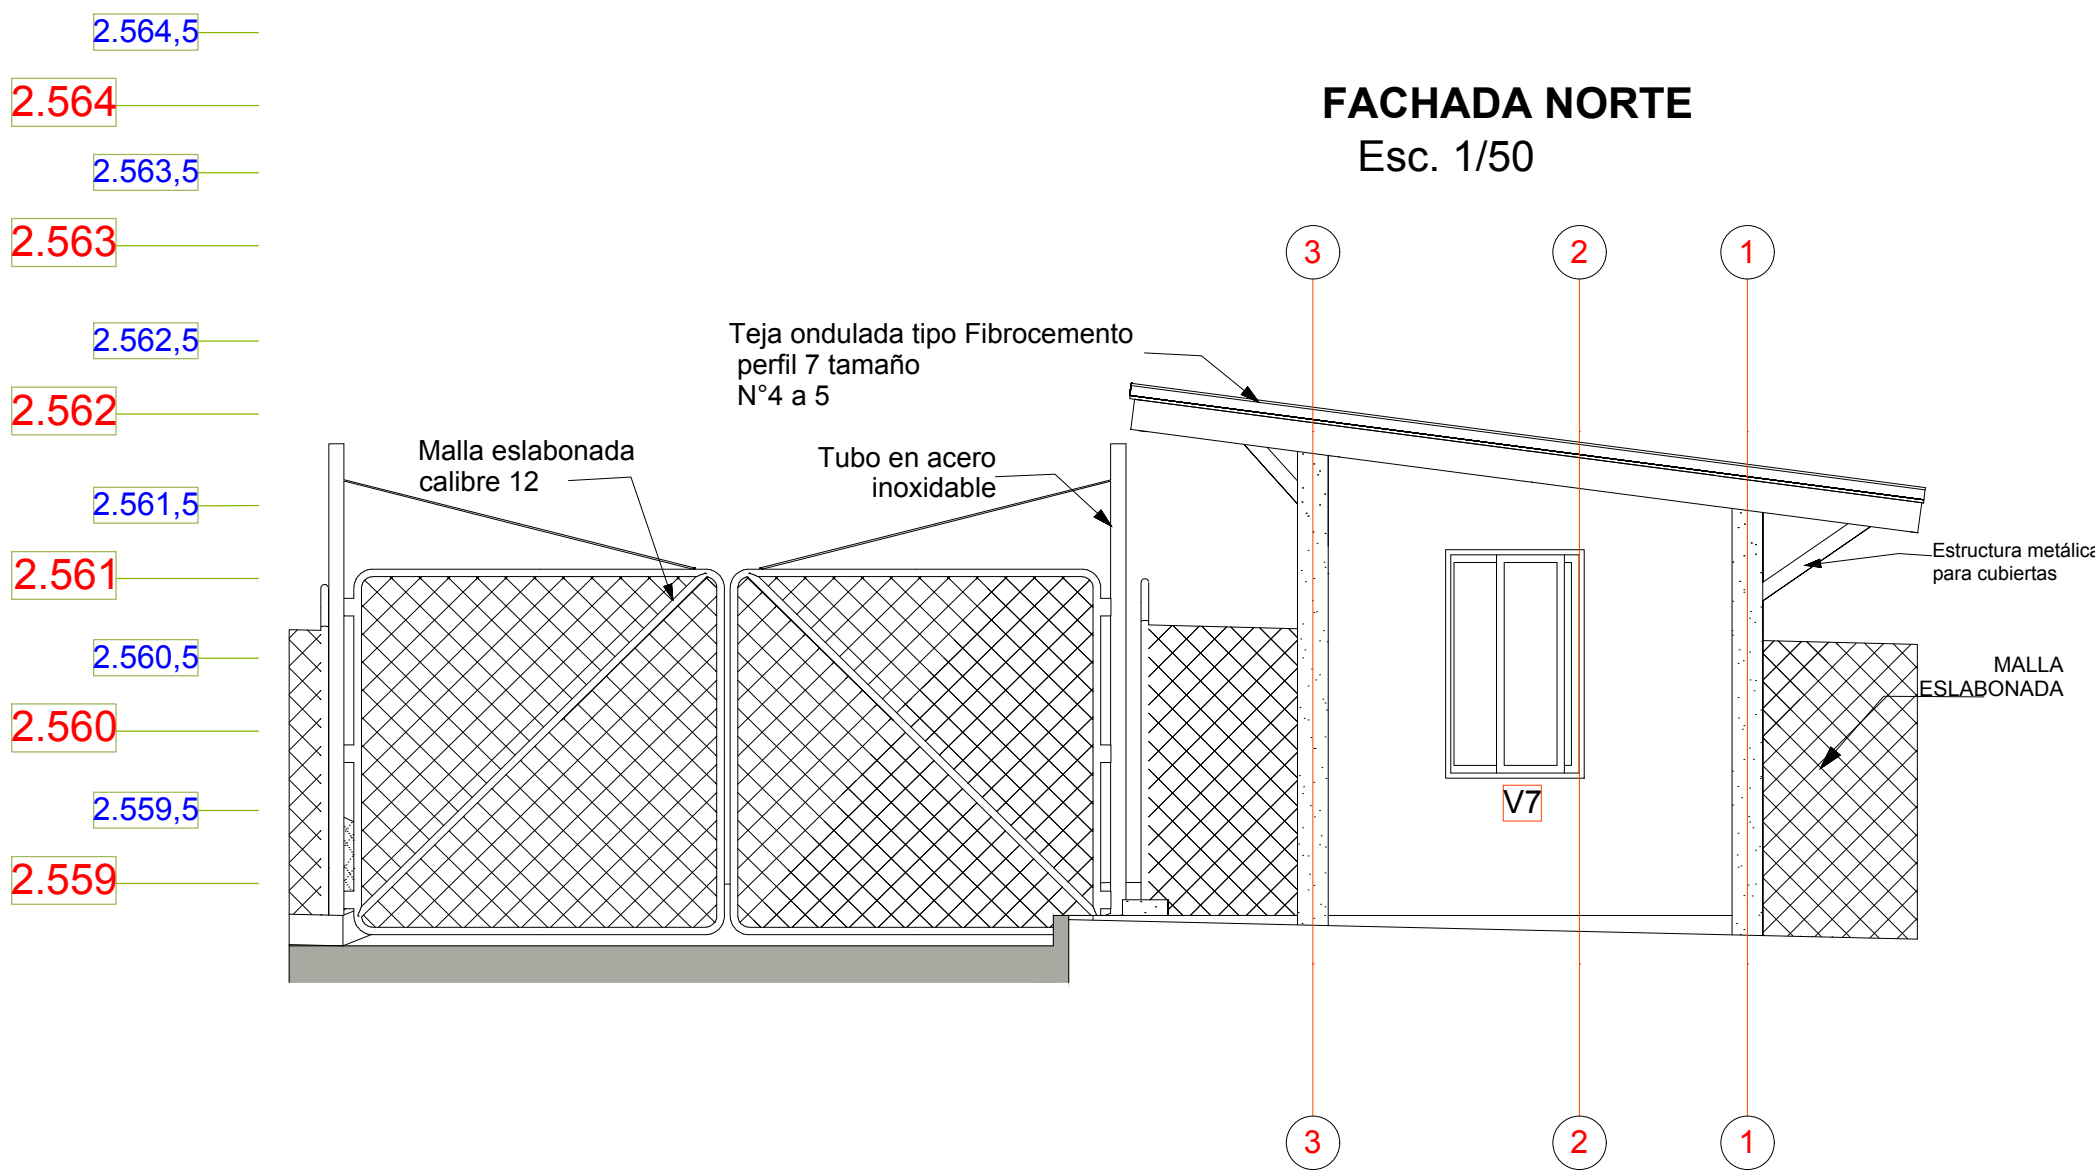 2.564,5
2.564
2.563,5
2.563
2.562,5
2.562
2.561,5
2.561
2.560,5
2.560
2.559,5
2.559
FACHADA NORTE
Esc. 1/50
3
2
1
Teja ondulada tipo Fibrocemento
perfil 7 tamaño
N°4 a 5
Malla eslabonada
calibre 12
Tubo en acero
inoxidable
Estructura metálica
para cubiertas
MALLA
ESLABONADA
V7
3
2
1